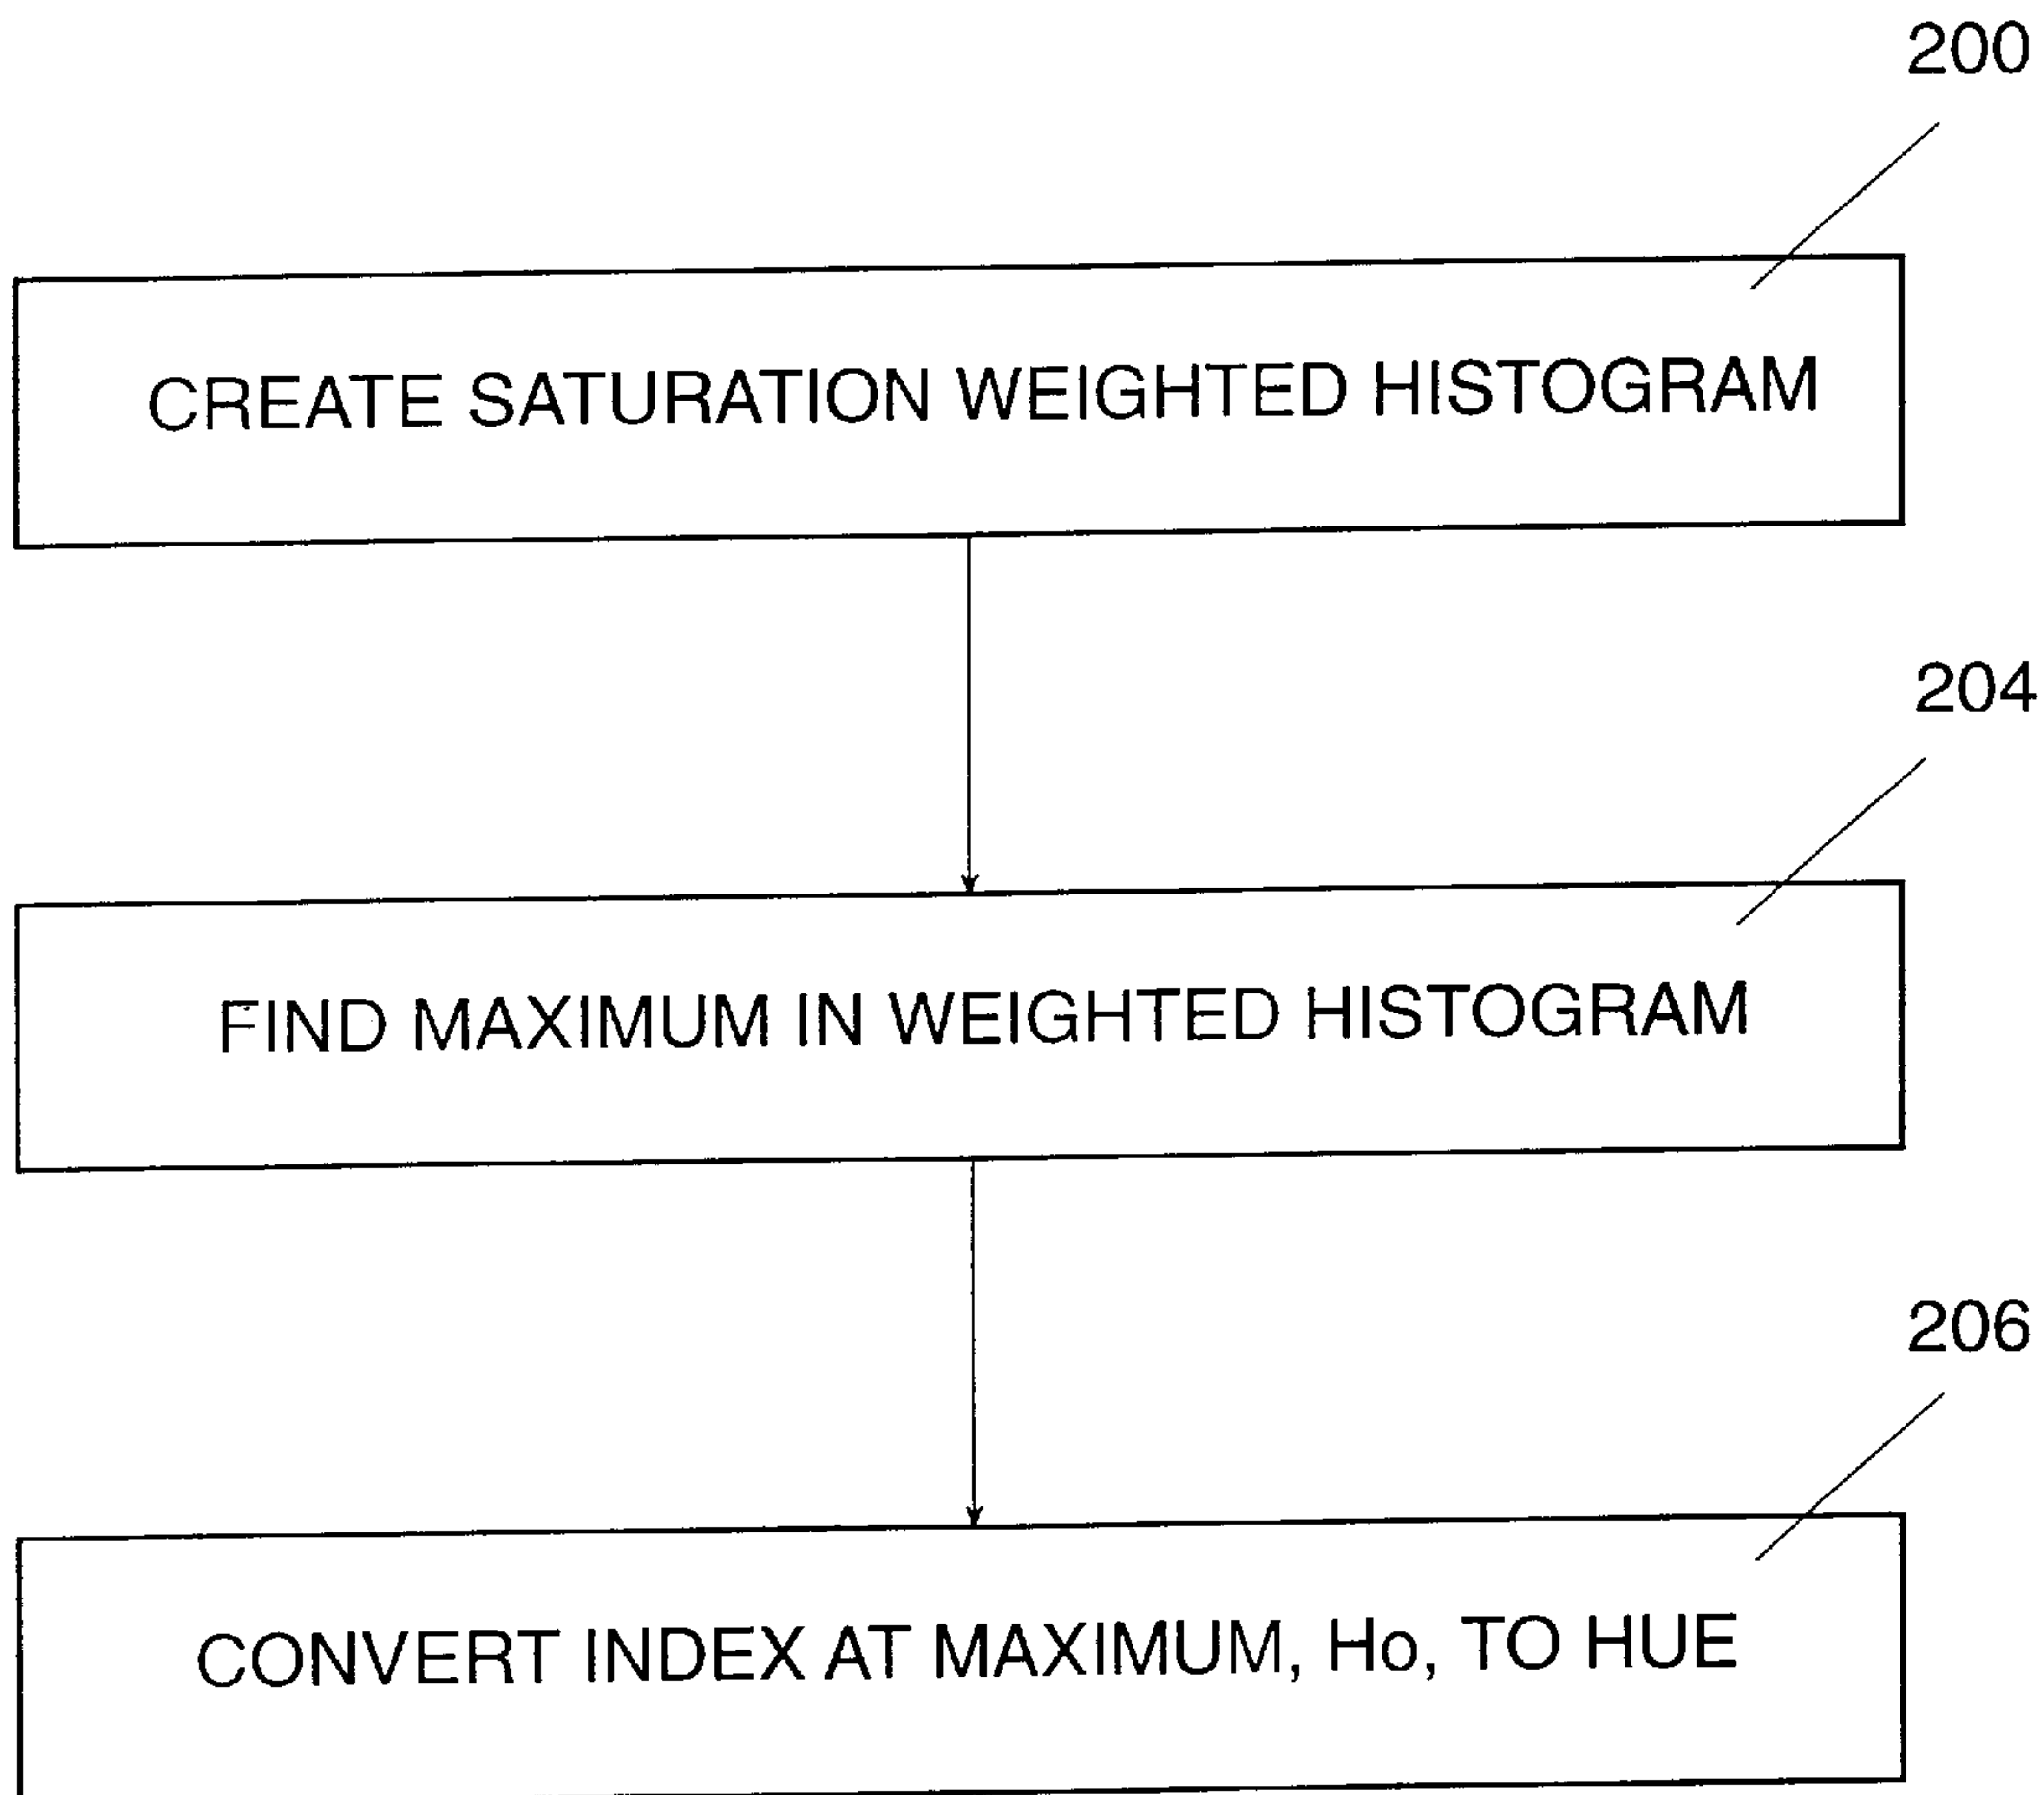 200
CREATE SATURATION WEIGHTED HISTOGRAM
204
FIND MAXIMUM IN WEIGHTED HISTOGRAM
206
CONVERT INDEX AT MAXIMUM, Ho, TO HUE